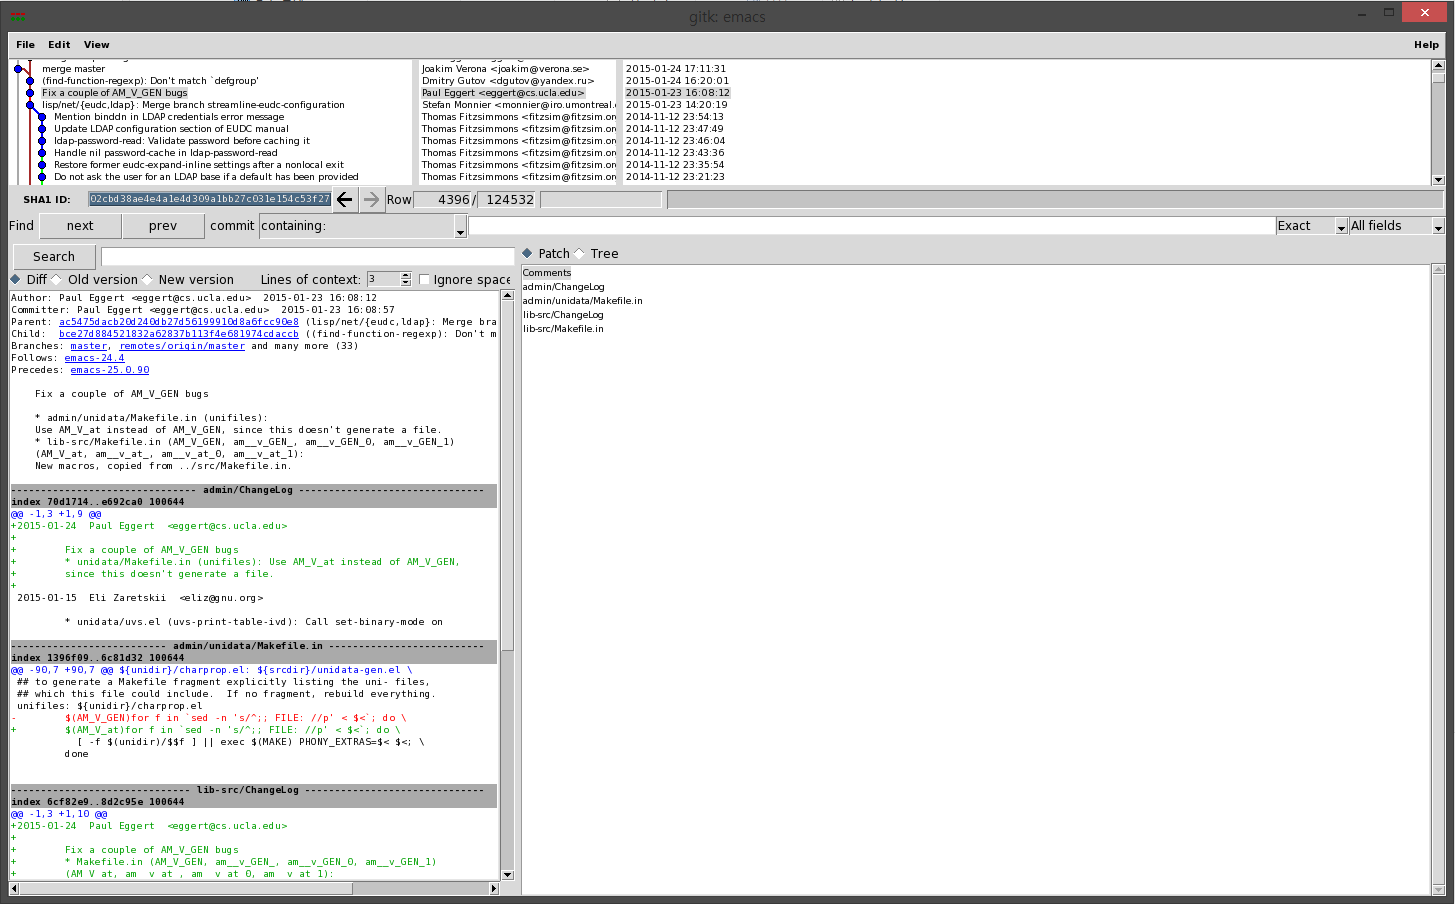 gitk: emacs
File Edit View Help
merge master Joakim Verona <joakim@verona.se> 2015-01-24 17:11:31
(find-function-regexp): Don't match `defgroup' Dmitry Gutov <dgutov@yandex.ru> 2015-01-24 16:20:01
Fix a couple of AM_V_GEN bugs Paul Eggert <eggert@cs.ucla.edu> 2015-01-23 16:08:12
lisp/net/{eudc,ldap}: Merge branch streamline-eudc-configuration Stefan Monnier <monnier@iro.umontreal. 2015-01-23 14:20:19
Mention binddn in LDAP credentials error message Thomas Fitzsimmons <fitzsim@fitzsim.or 2014-11-12 23:54:13
Update LDAP configuration section of EUDC manual Thomas Fitzsimmons <fitzsim@fitzsim.or 2014-11-12 23:47:49
ldap-password-read: Validate password before caching it Thomas Fitzsimmons <fitzsim@fitzsim.or 2014-11-12 23:46:04
Handle nil password-cache in ldap-password-read Thomas Fitzsimmons <fitzsim@fitzsim.or 2014-11-12 23:43:36
Restore former eudc-expand-inline settings after a nonlocal exit Thomas Fitzsimmons <fitzsim@fitzsim.or 2014-11-12 23:35:54
Do not ask the user for an LDAP base if a default has been provided Thomas Fitzsimmons <fitzsim@fitzsim.or 2014-11-12 23:21:23
SHA1 ID: 02cbd38ae4e4a1e4d309a1bb27c031e154c53f27 Row 4396 / 124532
Find next prev commit containing: Exact All fields
Search
Patch Tree
Diff Old version New version Lines of context: 3 Ignore space
Comments
admin/ChangeLog
admin/unidata/Makefile.in
lib-src/ChangeLog
lib-src/Makefile.in
Author: Paul Eggert <eggert@cs.ucla.edu>  2015-01-23 16:08:12
Committer: Paul Eggert <eggert@cs.ucla.edu>  2015-01-23 16:08:57
Parent: ac5475dacb20d240db27d56199910d8a6fcc90e8 (lisp/net/{eudc,ldap}: Merge bra
Child:  bce27d884521832a62837b113f4e681974cdaccb ((find-function-regexp): Don't m
Branches: master, remotes/origin/master and many more (33)
Follows: emacs-24.4
Precedes: emacs-25.0.90
Fix a couple of AM_V_GEN bugs
* admin/unidata/Makefile.in (unifiles):
Use AM_V_at instead of AM_V_GEN, since this doesn't generate a file.
* lib-src/Makefile.in (AM_V_GEN, am__v_GEN_, am__v_GEN_0, am__v_GEN_1)
(AM_V_at, am__v_at_, am__v_at_0, am__v_at_1):
New macros, copied from ../src/Makefile.in.
------------------------------- admin/ChangeLog -------------------------------
index 70d1714..e692ca0 100644
@@ -1,3 +1,9 @@
+2015-01-24  Paul Eggert  <eggert@cs.ucla.edu>
+
+        Fix a couple of AM_V_GEN bugs
+        * unidata/Makefile.in (unifiles): Use AM_V_at instead of AM_V_GEN,
+        since this doesn't generate a file.
+
2015-01-15  Eli Zaretskii  <eliz@gnu.org>
* unidata/uvs.el (uvs-print-table-ivd): Call set-binary-mode on
-------------------------- admin/unidata/Makefile.in --------------------------
index 1396f09..6c81d32 100644
@@ -90,7 +90,7 @@ ${unidir}/charprop.el: ${srcdir}/unidata-gen.el \
## to generate a Makefile fragment explicitly listing the uni- files,
## which this file could include.  If no fragment, rebuild everything.
unifiles: ${unidir}/charprop.el
-        $(AM_V_GEN)for f in `sed -n 's/^;; FILE: //p' < $<`; do \
+        $(AM_V_at)for f in `sed -n 's/^;; FILE: //p' < $<`; do \
[ -f $(unidir)/$$f ] || exec $(MAKE) PHONY_EXTRAS=$< $<; \
done
------------------------------ lib-src/ChangeLog ------------------------------
index 6cf82e9..8d2c95e 100644
@@ -1,3 +1,10 @@
+2015-01-24  Paul Eggert  <eggert@cs.ucla.edu>
+
+        Fix a couple of AM_V_GEN bugs
+        * Makefile.in (AM_V_GEN, am__v_GEN_, am__v_GEN_0, am__v_GEN_1)
+        (AM_V_at, am__v_at_, am__v_at_0, am__v_at_1):